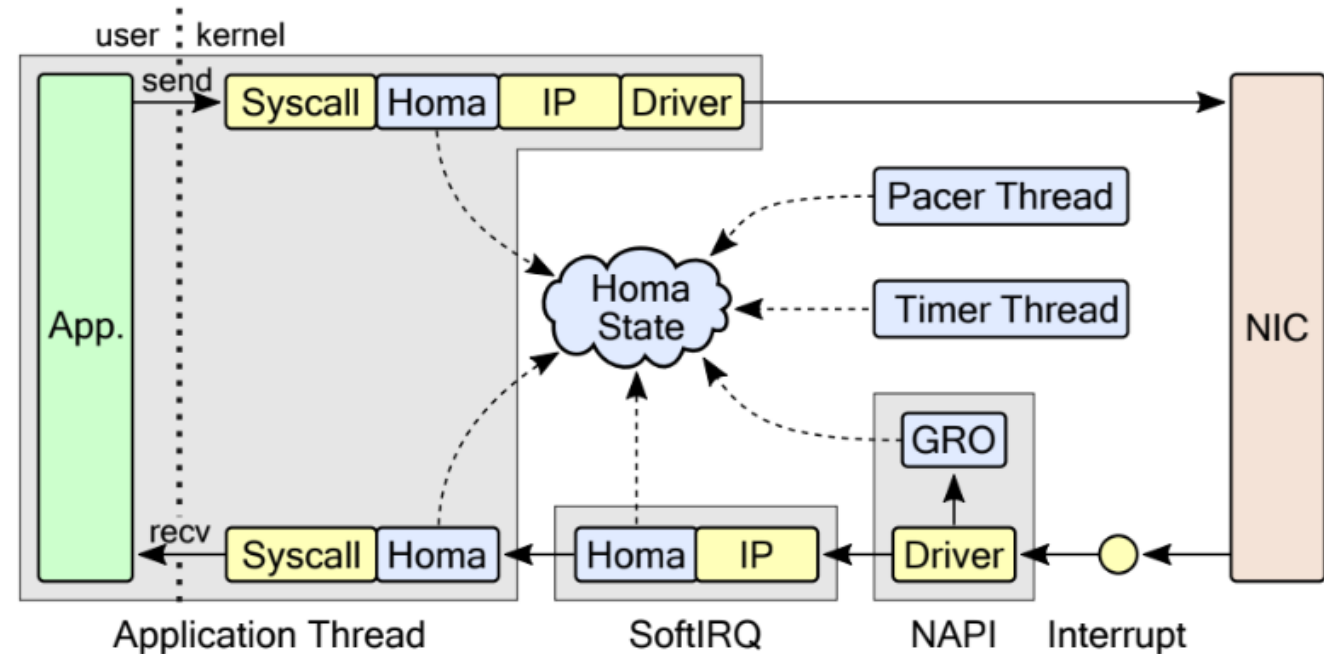 user kernel
send
Syscall Homa IP Driver
Pacer Thread
Homa
State
Timer Thread
App.
NIC
GRO
recv
Syscall Homa
Homa IP
Driver
Application Thread SoftIRQ NAPI Interrupt